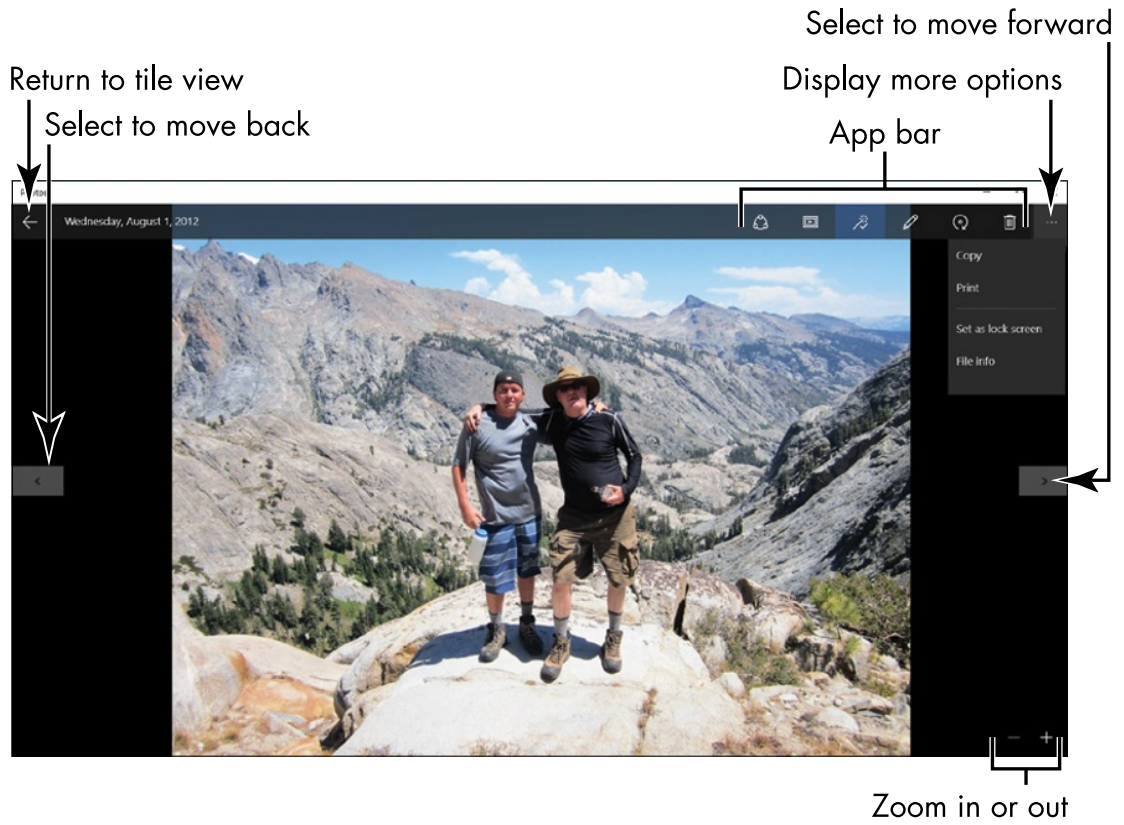 Select to move forward
Return to tile view
Display more options
Select to move back
App bar
Wednesday, August 1, 2012
Copy
Print
Set as lock screen
File info
Zoom in or out